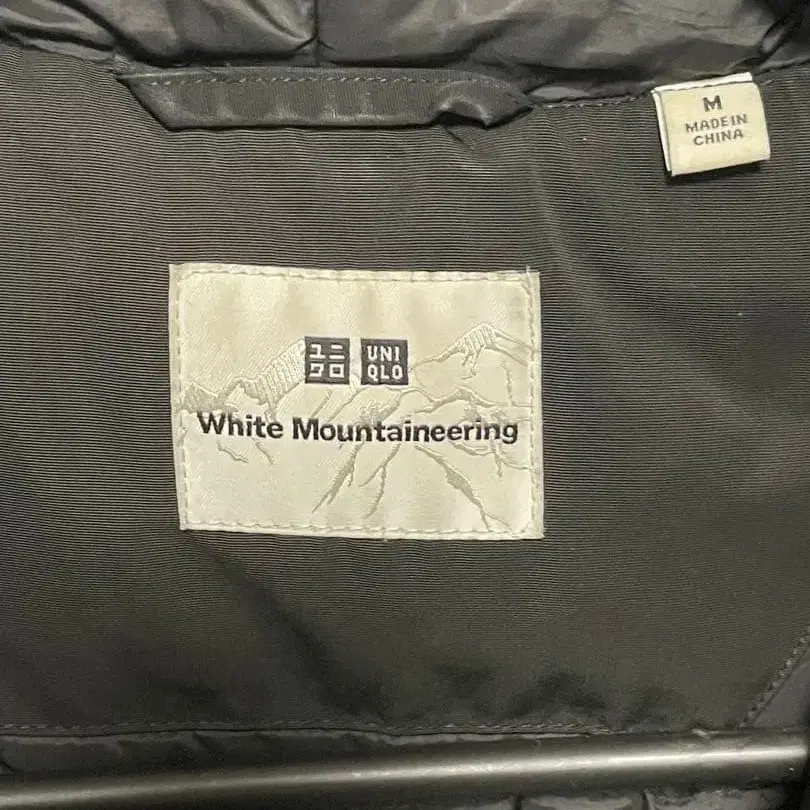 M
MADE IN
CHINA
ユニ UNI
クロ QLO
White Mountaineering